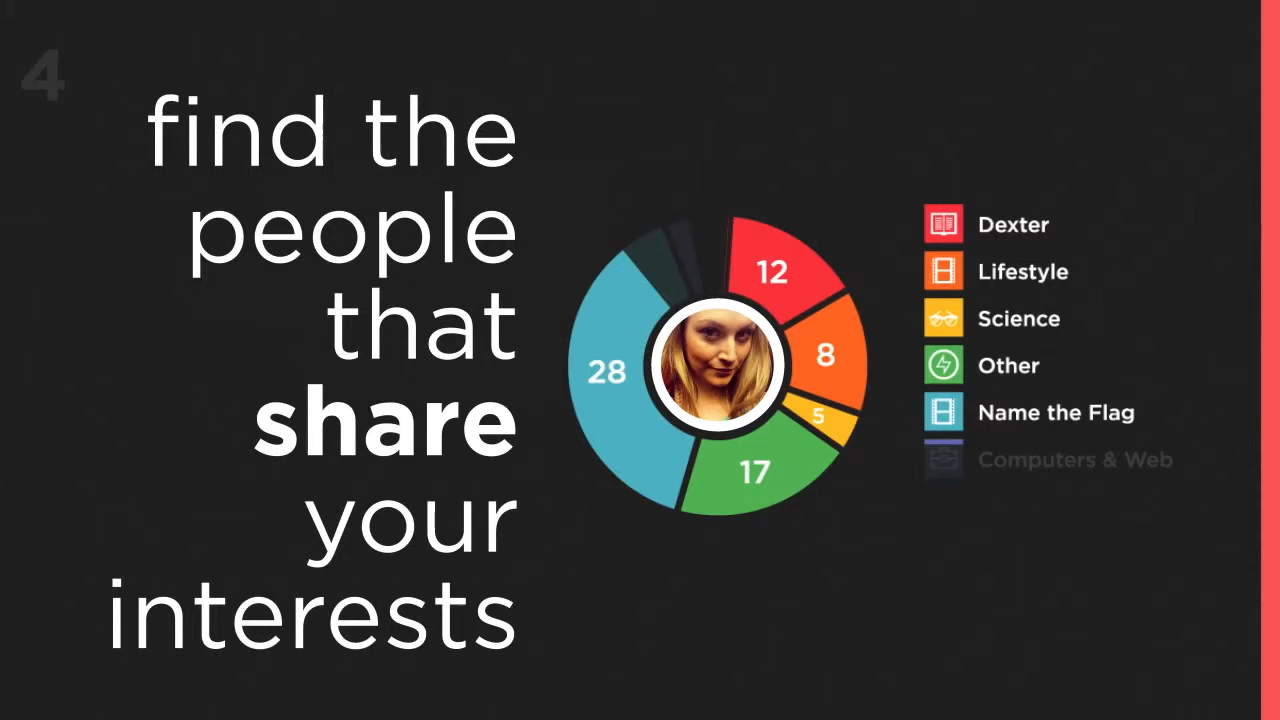 4
find the
people
that
share
your
interests
12
8
5
17
28
Dexter
Lifestyle
Science
Other
Name the Flag
Computers & Web